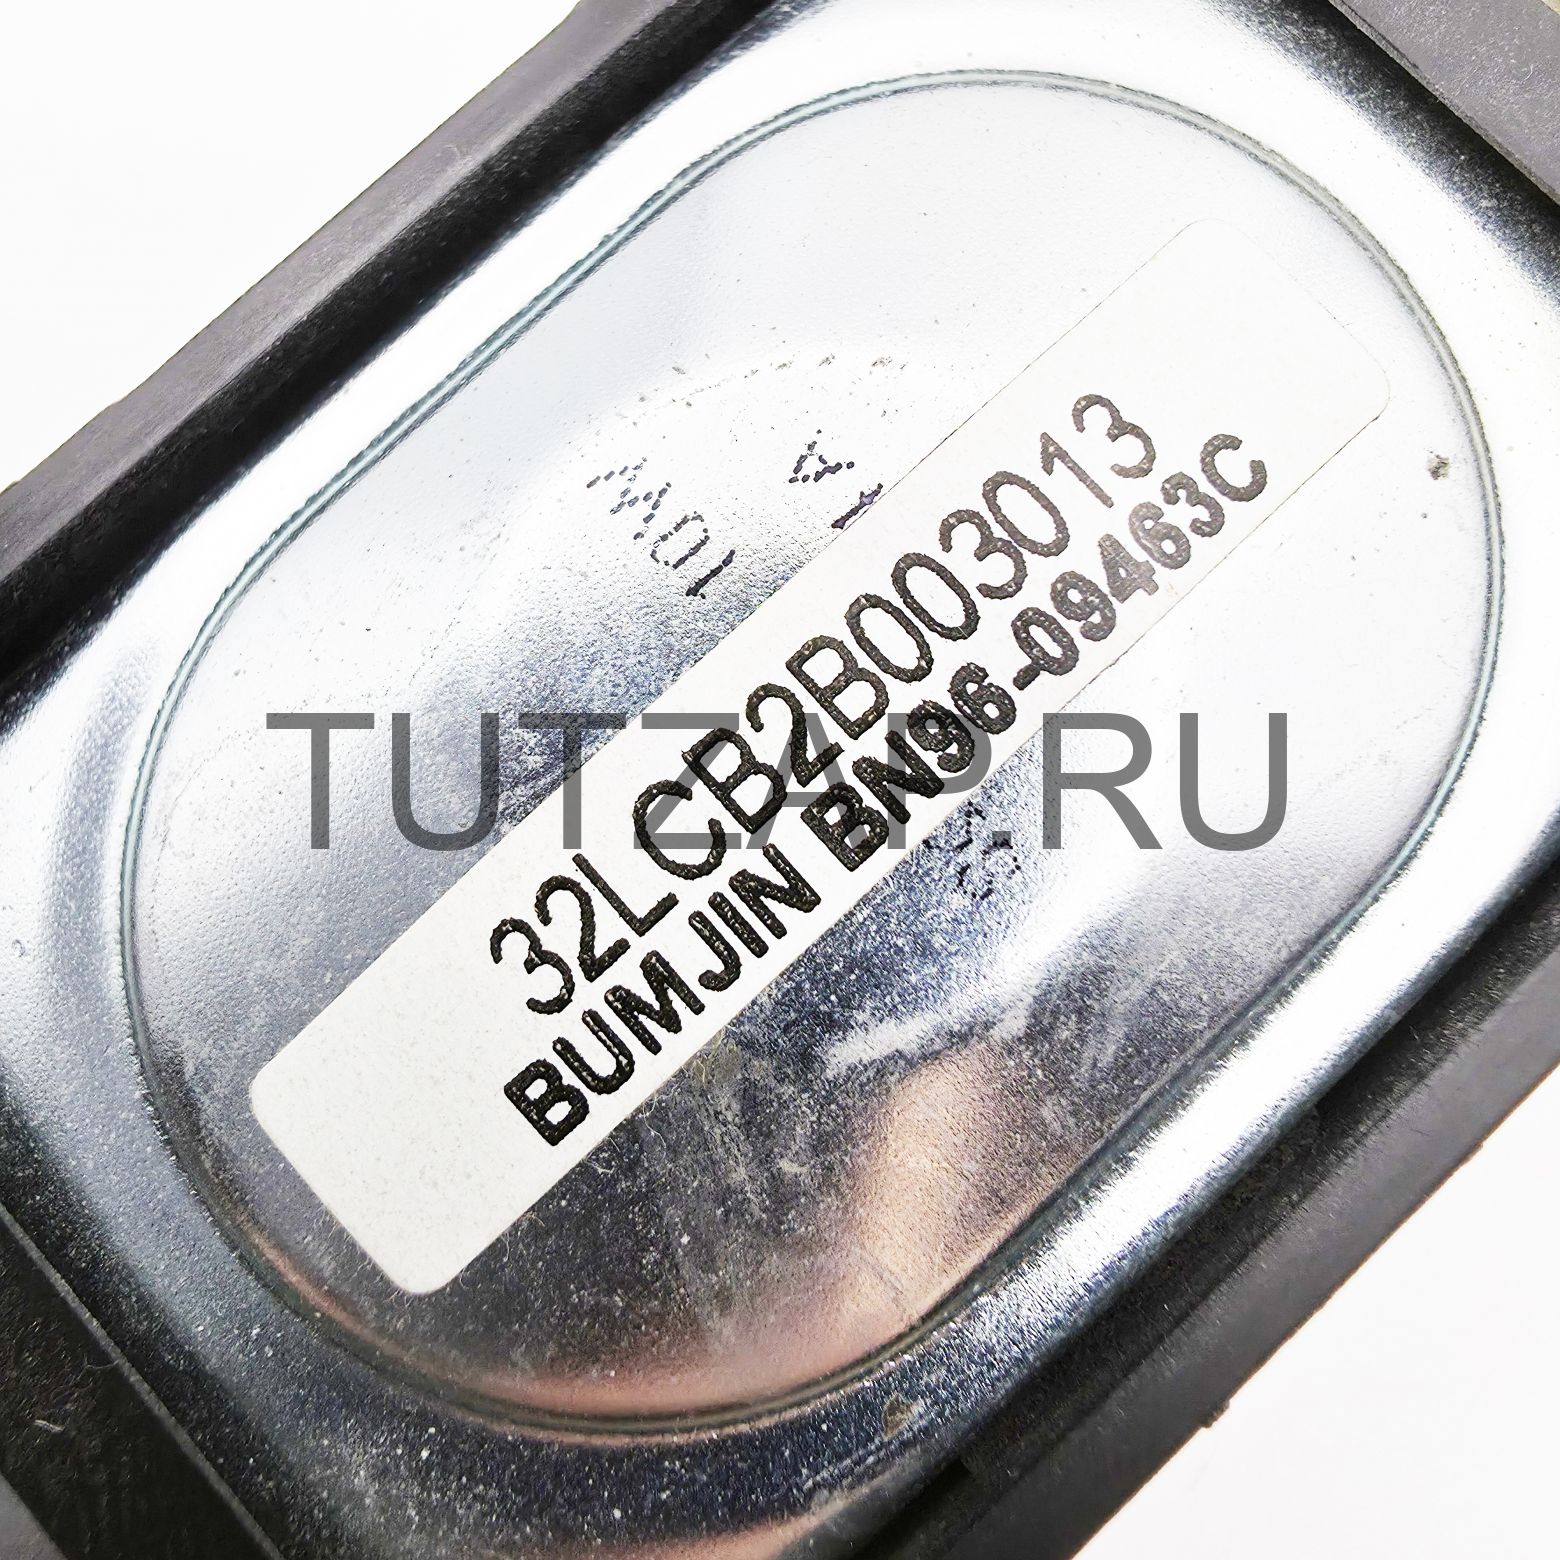 32LCB2B003013
BUMJIN BN96-09463C
TUTZAP.RU